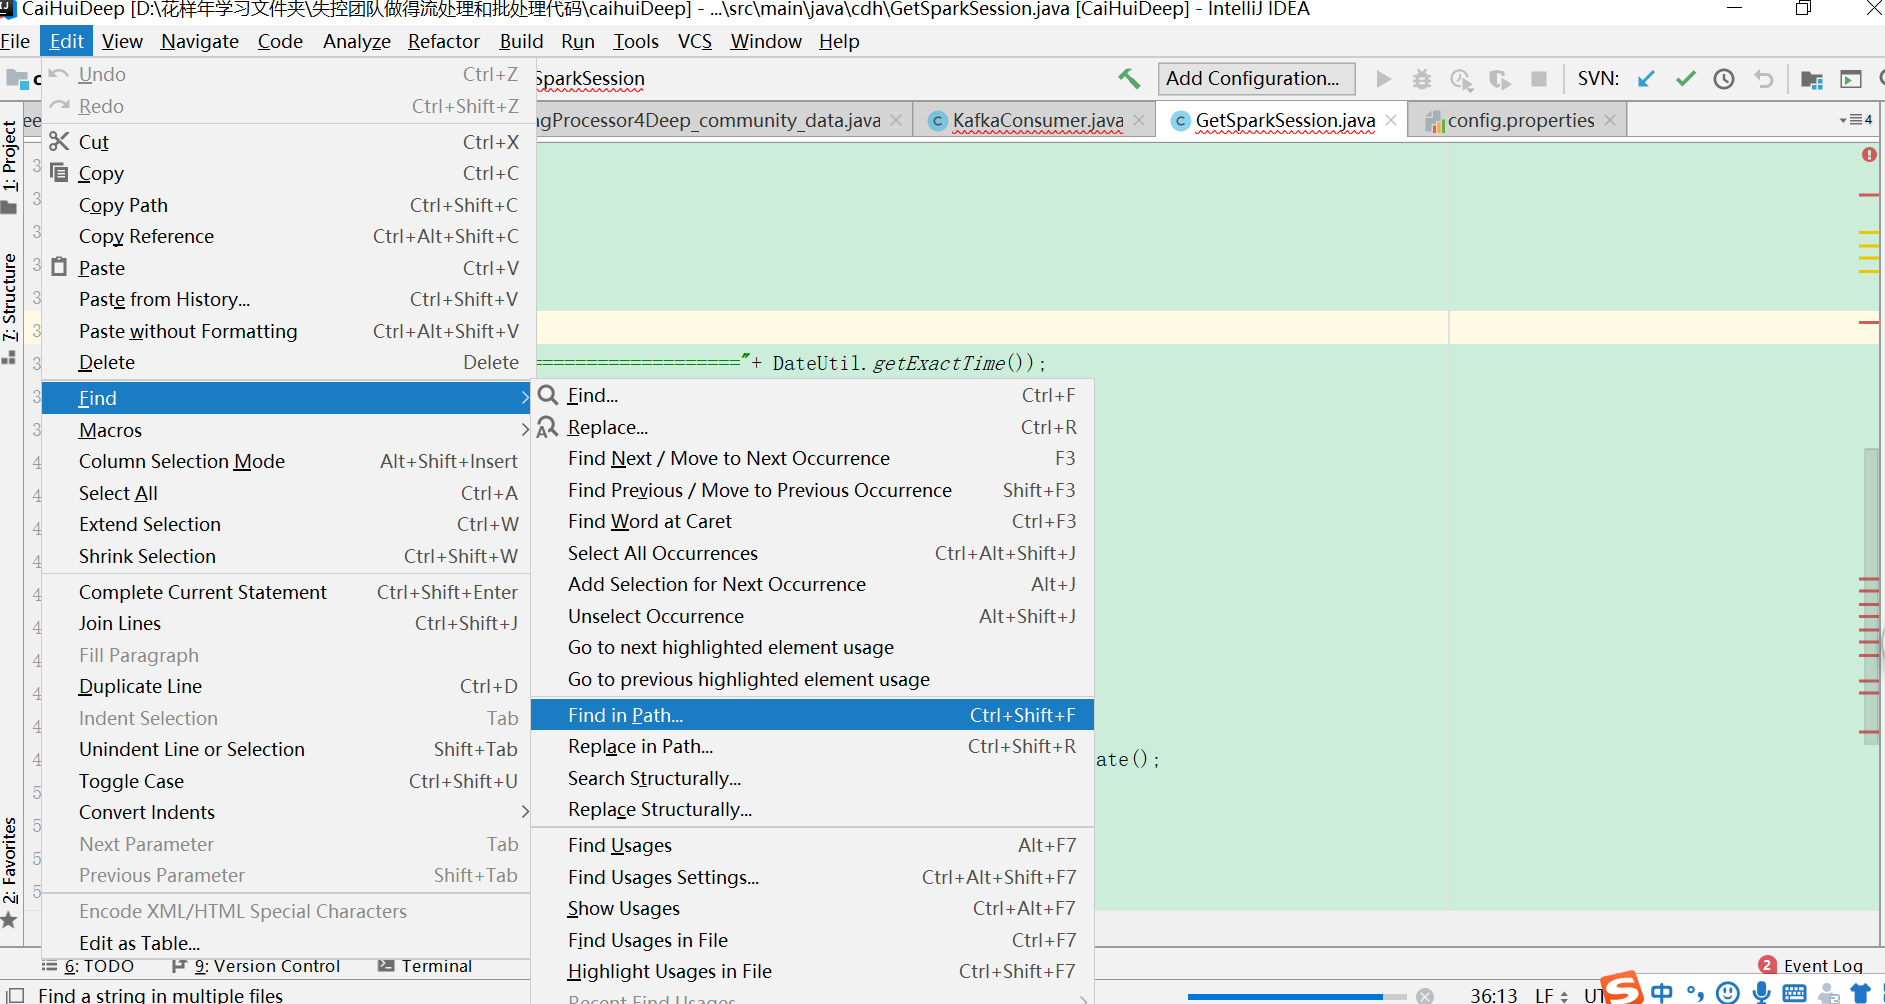 CaiHuiDeep [D:\花样年学习文件夹\失控团队做得流处理和批处理代码\caihuiDeep] - ...\src\main\java\cdh\GetSparkSession.java [CaiHuiDeep] - IntelliJ IDEA
File Edit View Navigate Code Analyze Refactor Build Run Tools VCS Window Help
SparkSession Add Configuration... SVN:
ngProcessor4Deep_community_data.java KafkaConsumer.java GetSparkSession.java config.properties 4
1: Project
7: Structure
2: Favorites
Undo Ctrl+Z
Redo Ctrl+Shift+Z
Cut Ctrl+X
Copy Ctrl+C
Copy Path Ctrl+Shift+C
Copy Reference Ctrl+Alt+Shift+C
Paste Ctrl+V
Paste from History... Ctrl+Shift+V
Paste without Formatting Ctrl+Alt+Shift+V
Delete Delete
Find
Macros
Column Selection Mode Alt+Shift+Insert
Select All Ctrl+A
Extend Selection Ctrl+W
Shrink Selection Ctrl+Shift+W
Complete Current Statement Ctrl+Shift+Enter
Join Lines Ctrl+Shift+J
Fill Paragraph
Duplicate Line Ctrl+D
Indent Selection Tab
Unindent Line or Selection Shift+Tab
Toggle Case Ctrl+Shift+U
Convert Indents
Next Parameter Tab
Previous Parameter Shift+Tab
Encode XML/HTML Special Characters
Edit as Table...
===================="+ DateUtil.getExactTime());
Find... Ctrl+F
Replace... Ctrl+R
Find Next / Move to Next Occurrence F3
Find Previous / Move to Previous Occurrence Shift+F3
Find Word at Caret Ctrl+F3
Select All Occurrences Ctrl+Alt+Shift+J
Add Selection for Next Occurrence Alt+J
Unselect Occurrence Alt+Shift+J
Go to next highlighted element usage
Go to previous highlighted element usage
Find in Path... Ctrl+Shift+F
Replace in Path... Ctrl+Shift+R
Search Structurally...
Replace Structurally...
Find Usages Alt+F7
Find Usages Settings... Ctrl+Alt+Shift+F7
Show Usages Ctrl+Alt+F7
Find Usages in File Ctrl+F7
Highlight Usages in File Ctrl+Shift+F7
Recent Find Usages
ate();
6: TODO 9: Version Control Terminal 2 Event Log
Find a string in multiple files 36:13 LF UT 中